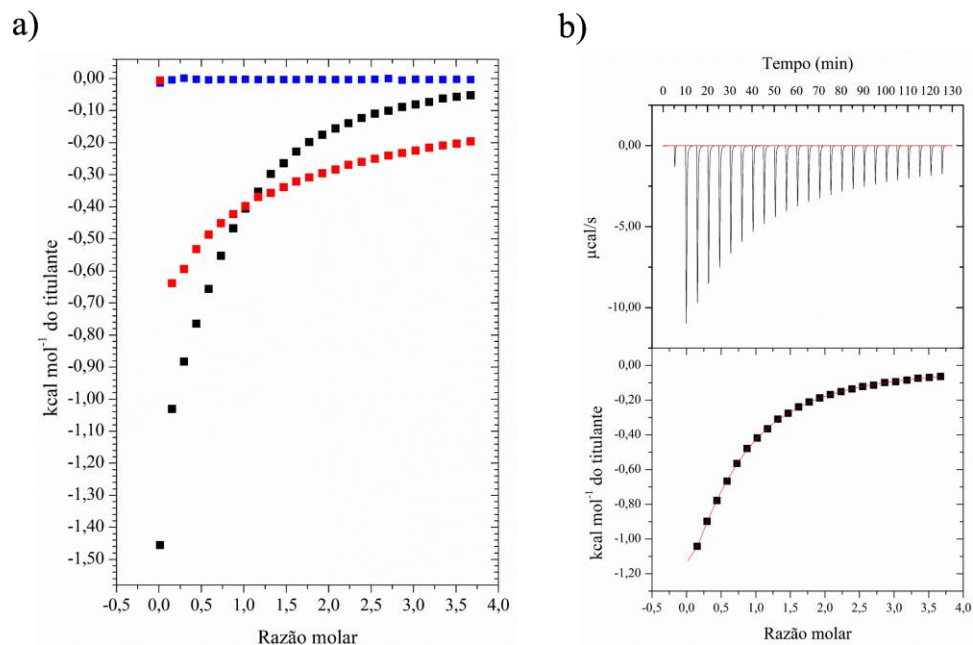 a)
0,00
-0,10
-0,20
-0,30
-0,40
-0,50
-0,60
-0,70
-0,80
-0,90
-1,00
-1,10
-1,20
-1,30
-1,40
-1,50
kcal mol⁻¹ do titulante
-0,5 0,0 0,5 1,0 1,5 2,0 2,5 3,0 3,5 4,0
Razão molar
b)
Tempo (min)
0 10 20 30 40 50 60 70 80 90 100 110 120 130
0,00
-5,00
-10,00
µcal/s
0,00
-0,20
-0,40
-0,60
-0,80
-1,00
-1,20
kcal mol⁻¹ do titulante
-0,5 0,0 0,5 1,0 1,5 2,0 2,5 3,0 3,5 4,0
Razão molar